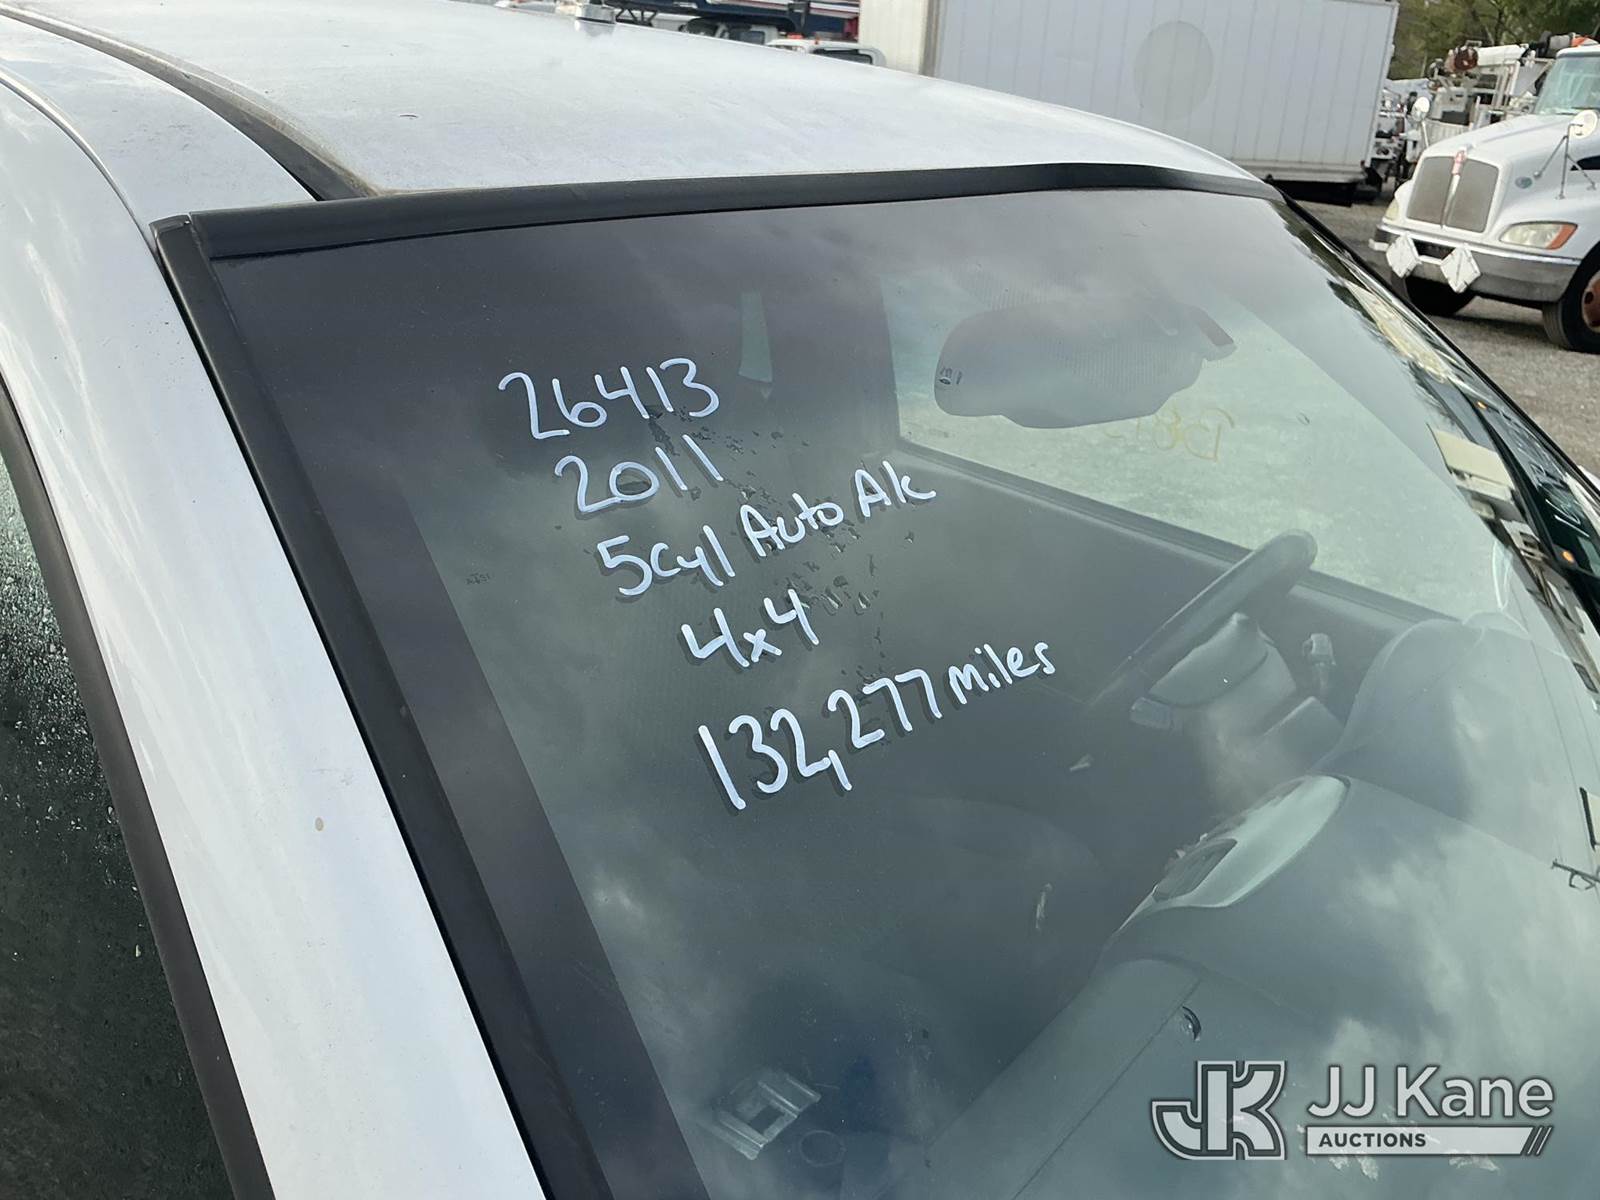 26413
2011
5cyl Auto Ak
4x4
132,277 miles
JJ Kane
AUCTIONS